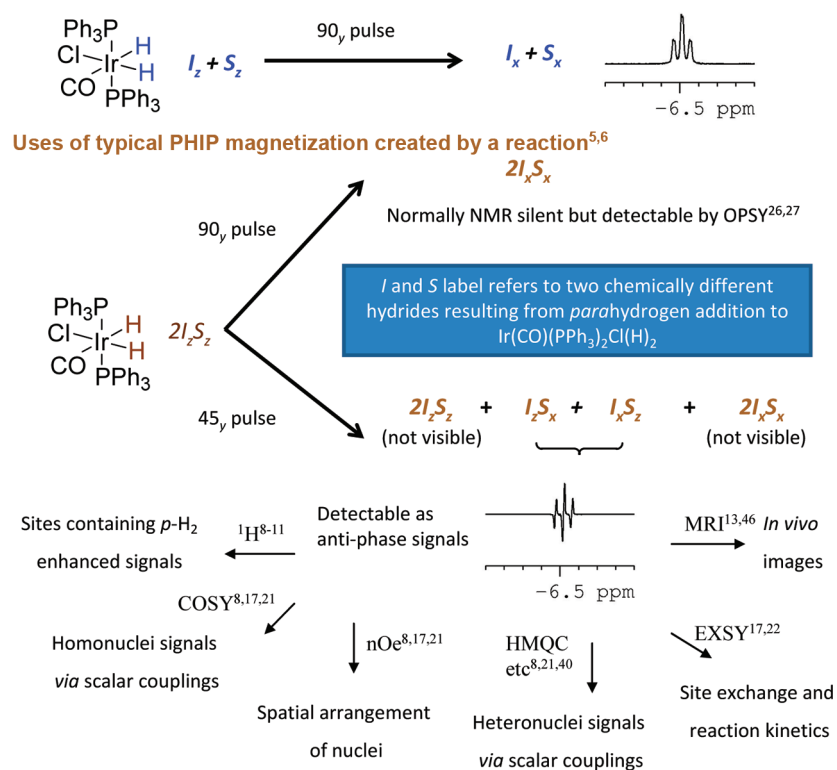 Ph3P
Cl
Ir
H
H
CO
PPh3
Iz + Sz
90y pulse
Ix + Sx
−6.5 ppm
Uses of typical PHIP magnetization created by a reaction5,6
2IxSx
Normally NMR silent but detectable by OPSY26,27
90y pulse
I and S label refers to two chemically different
hydrides resulting from parahydrogen addition to
Ir(CO)(PPh3)2Cl(H)2
Ph3P
Cl
Ir
H
H
CO
PPh3
2IzSz
45y pulse
2IzSz + IzSx + IxSz + 2IxSx
(not visible) (not visible)
Detectable as
anti-phase signals
−6.5 ppm
1H8-11
Sites containing p-H2
enhanced signals
MRI13,46
In vivo
images
COSY8,17,21
Homonuclei signals
via scalar couplings
nOe8,17,21
Spatial arrangement
of nuclei
HMQC
etc8,21,40
Heteronuclei signals
via scalar couplings
EXSY17,22
Site exchange and
reaction kinetics